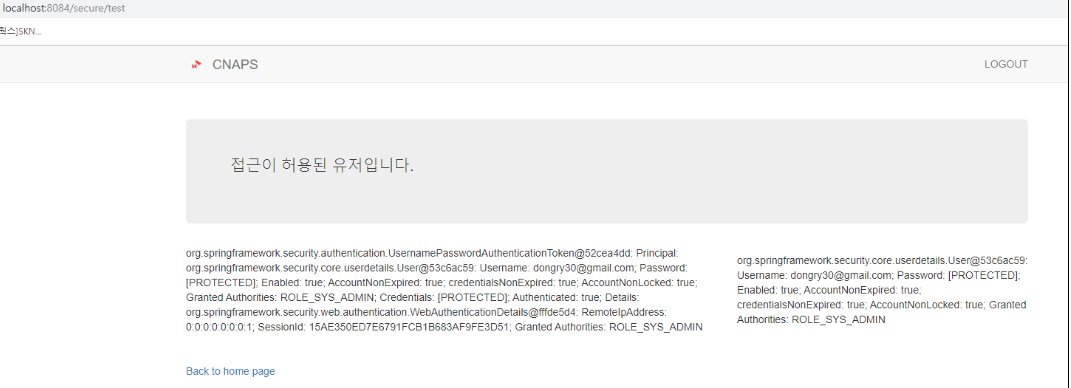 localhost:8084/secure/test
웍스]SKN...
CNAPS
LOGOUT
접근이 허용된 유저입니다.
org.springframework.security.authentication.UsernamePasswordAuthenticationToken@52cea4dd: Principal:
org.springframework.security.core.userdetails.User@53c6ac59: Username: dongry30@gmail.com; Password:
[PROTECTED]; Enabled: true; AccountNonExpired: true; credentialsNonExpired: true; AccountNonLocked: true;
Granted Authorities: ROLE_SYS_ADMIN; Credentials: [PROTECTED]; Authenticated: true; Details:
org.springframework.security.web.authentication.WebAuthenticationDetails@fffde5d4: RemoteIpAddress:
0:0:0:0:0:0:0:1; SessionId: 15AE350ED7E6791FCB1B683AF9FE3D51; Granted Authorities: ROLE_SYS_ADMIN
org.springframework.security.core.userdetails.User@53c6ac59:
Username: dongry30@gmail.com; Password: [PROTECTED];
Enabled: true; AccountNonExpired: true;
credentialsNonExpired: true; AccountNonLocked: true; Granted
Authorities: ROLE_SYS_ADMIN
Back to home page